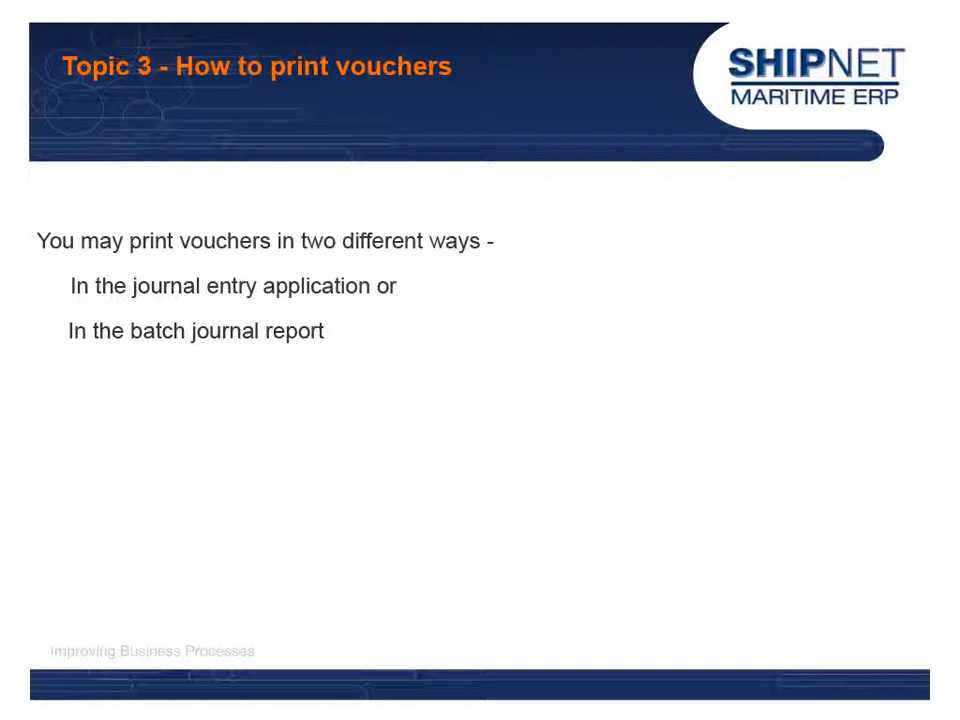 Topic 3 - How to print vouchers
SHIPNET
MARITIME ERP
You may print vouchers in two different ways -
In the journal entry application or
In the batch journal report
Improving Business Processes